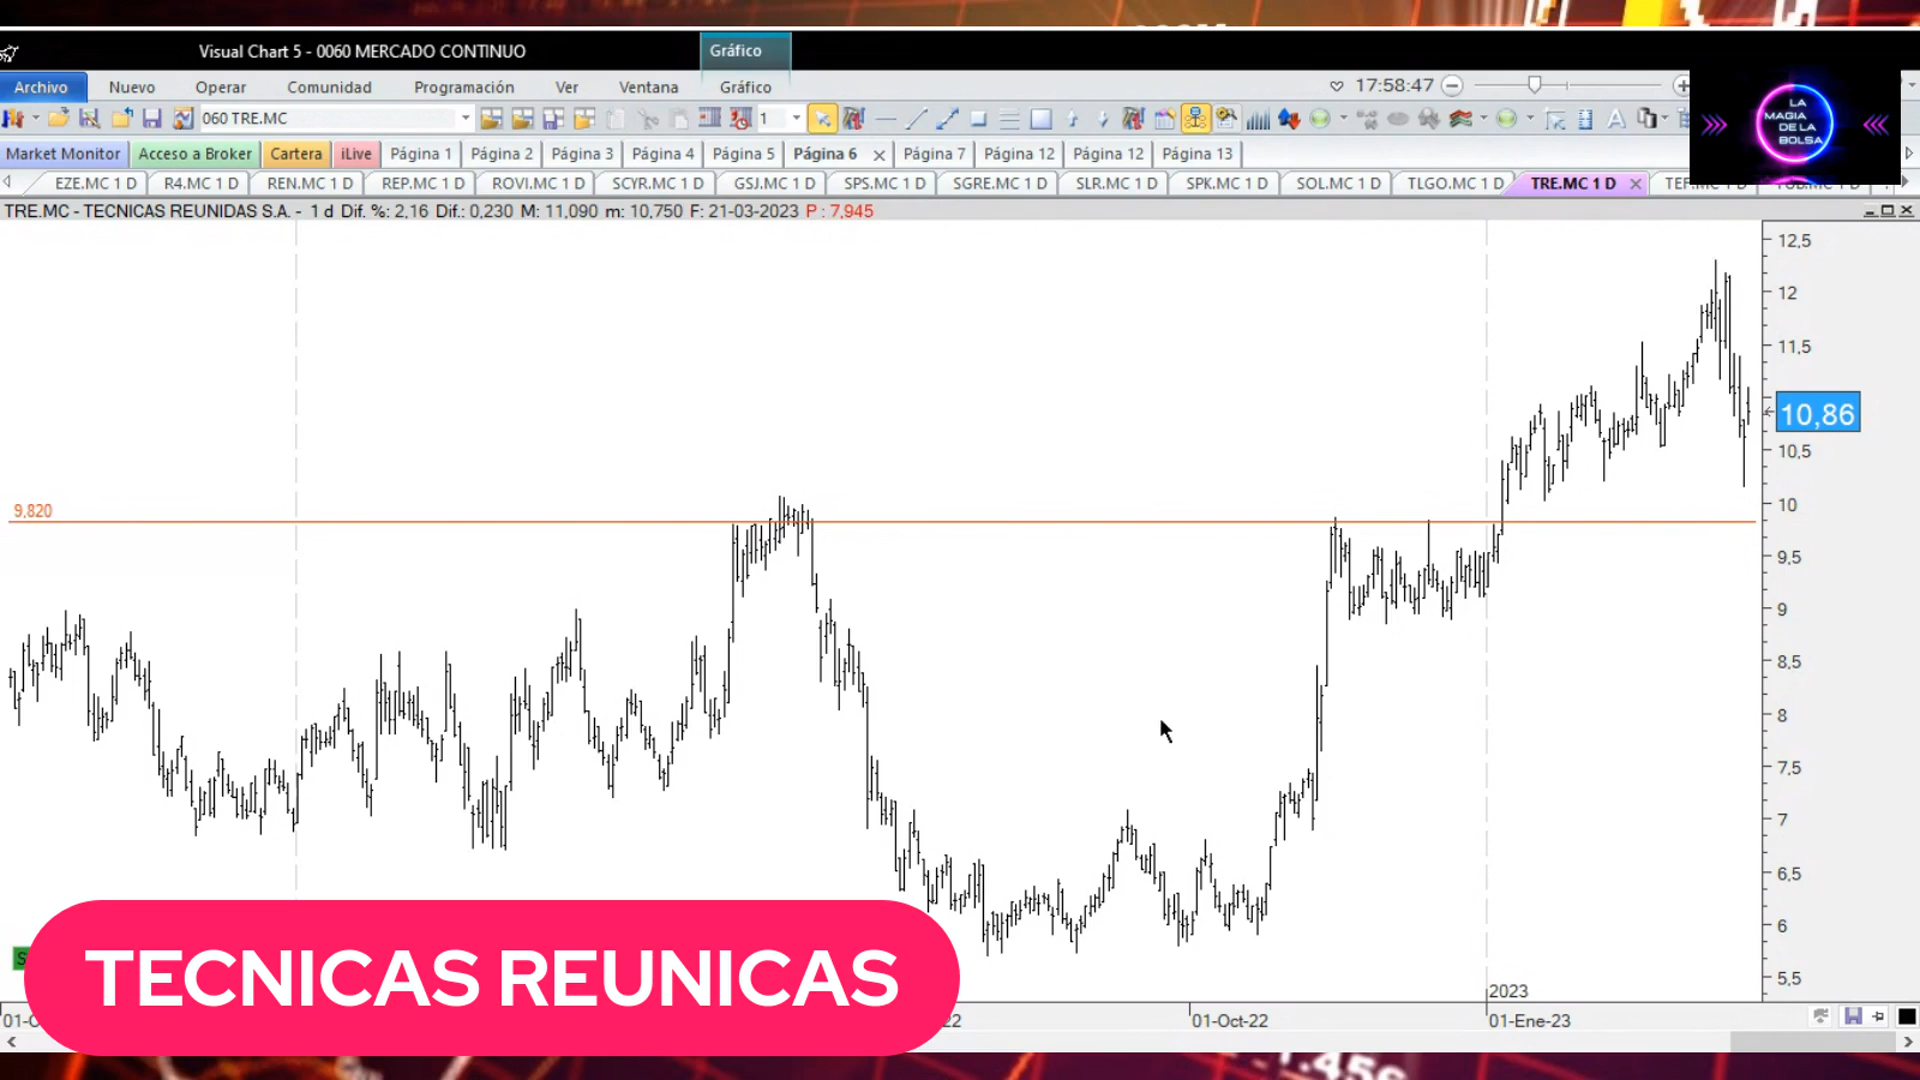 Visual Chart 5 - 0060 MERCADO CONTINUO
Gráfico
Archivo Nuevo Operar Comunidad Programación Ver Ventana Gráfico 17:58:47
060 TRE.MC 1
LA
MAGIA
DE LA
BOLSA
Market Monitor Acceso a Broker Cartera iLive Página 1 Página 2 Página 3 Página 4 Página 5 Página 6 Página 7 Página 12 Página 12 Página 13
EZE.MC 1 D R4.MC 1 D REN.MC 1 D REP.MC 1 D ROVI.MC 1 D SCYR.MC 1 D GSJ.MC 1 D SPS.MC 1 D SGRE.MC 1 D SLR.MC 1 D SPK.MC 1 D SOL.MC 1 D TLGO.MC 1 D TRE.MC 1 D
TRE.MC - TECNICAS REUNIDAS S.A. - 1 d Dif. %: 2,16 Dif.: 0,230 M: 11,090 m: 10,750 F: 21-03-2023 P : 7,945
12,5
12
11,5
10,86
10,5
10
9,820
9,5
9
8,5
8
7,5
7
6,5
6
5,5
TECNICAS REUNICAS
2023
01-Oct-22 01-Ene-23